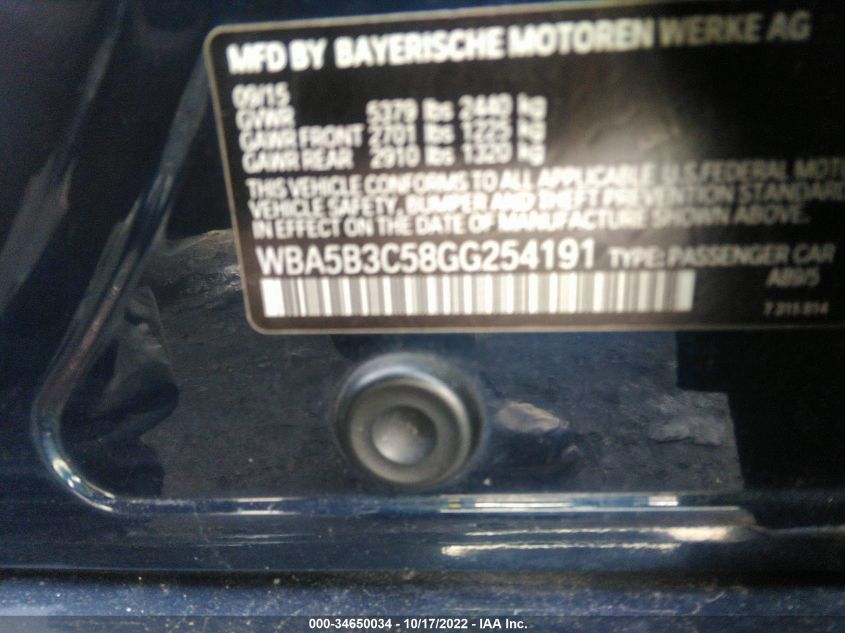 MFD BY BAYERISCHE MOTOREN WERKE AG
09/15
GVWR 5379 lbs 2440 kg
GAWR FRONT 2701 lbs 1225 kg
GAWR REAR 2910 lbs 1320 kg
THIS VEHICLE CONFORMS TO ALL APPLICABLE U.S.FEDERAL MOTO
VEHICLE SAFETY, BUMPER AND THEFT PREVENTION STANDARD
IN EFFECT ON THE DATE OF MANUFACTURE SHOWN ABOVE.
WBA5B3C58GG254191 TYPE: PASSENGER CAR
000-34650034 - 10/17/2022 - IAA Inc.